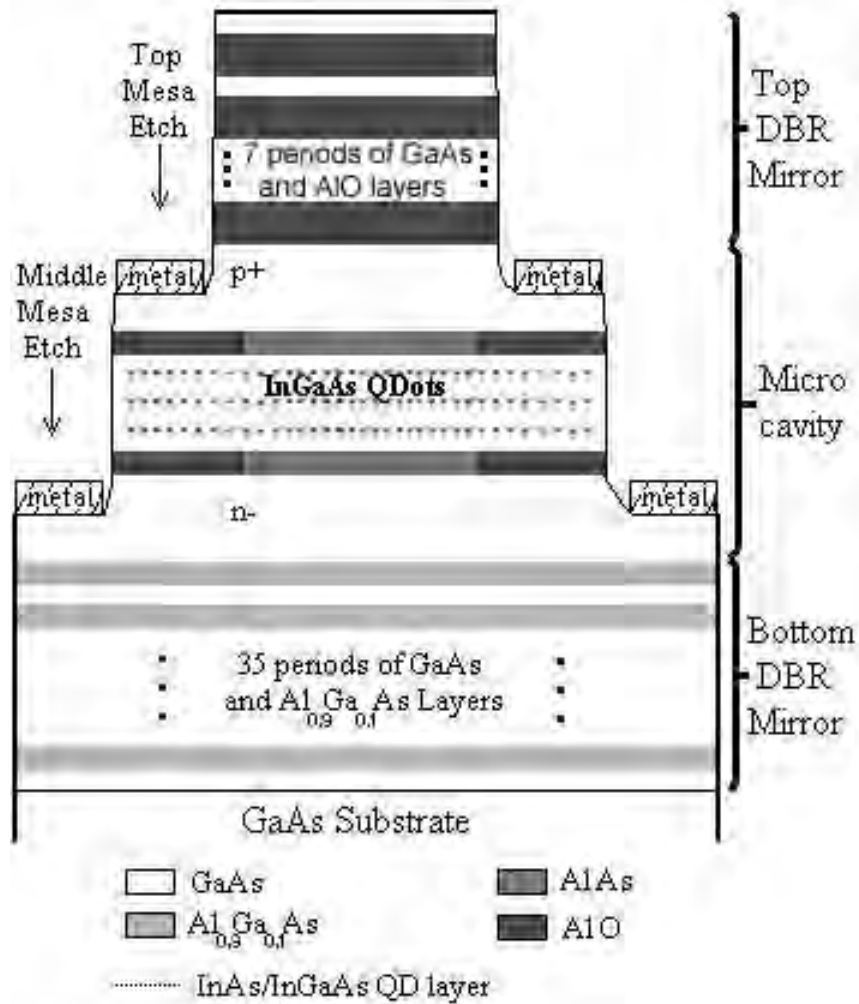 Top
Mesa
Etch
7 periods of GaAs
and AlO layers
Top
DBR
Mirror
Middle
Mesa
Etch
metal
p+
metal
InGaAs QDots
Micro
cavity
metal
n-
metal
35 periods of GaAs
and Al0,9Ga0,1As Layers
Bottom
DBR
Mirror
GaAs Substrate
GaAs
AlAs
Al0,9Ga0,1As
AlO
InAs/InGaAs QD layer